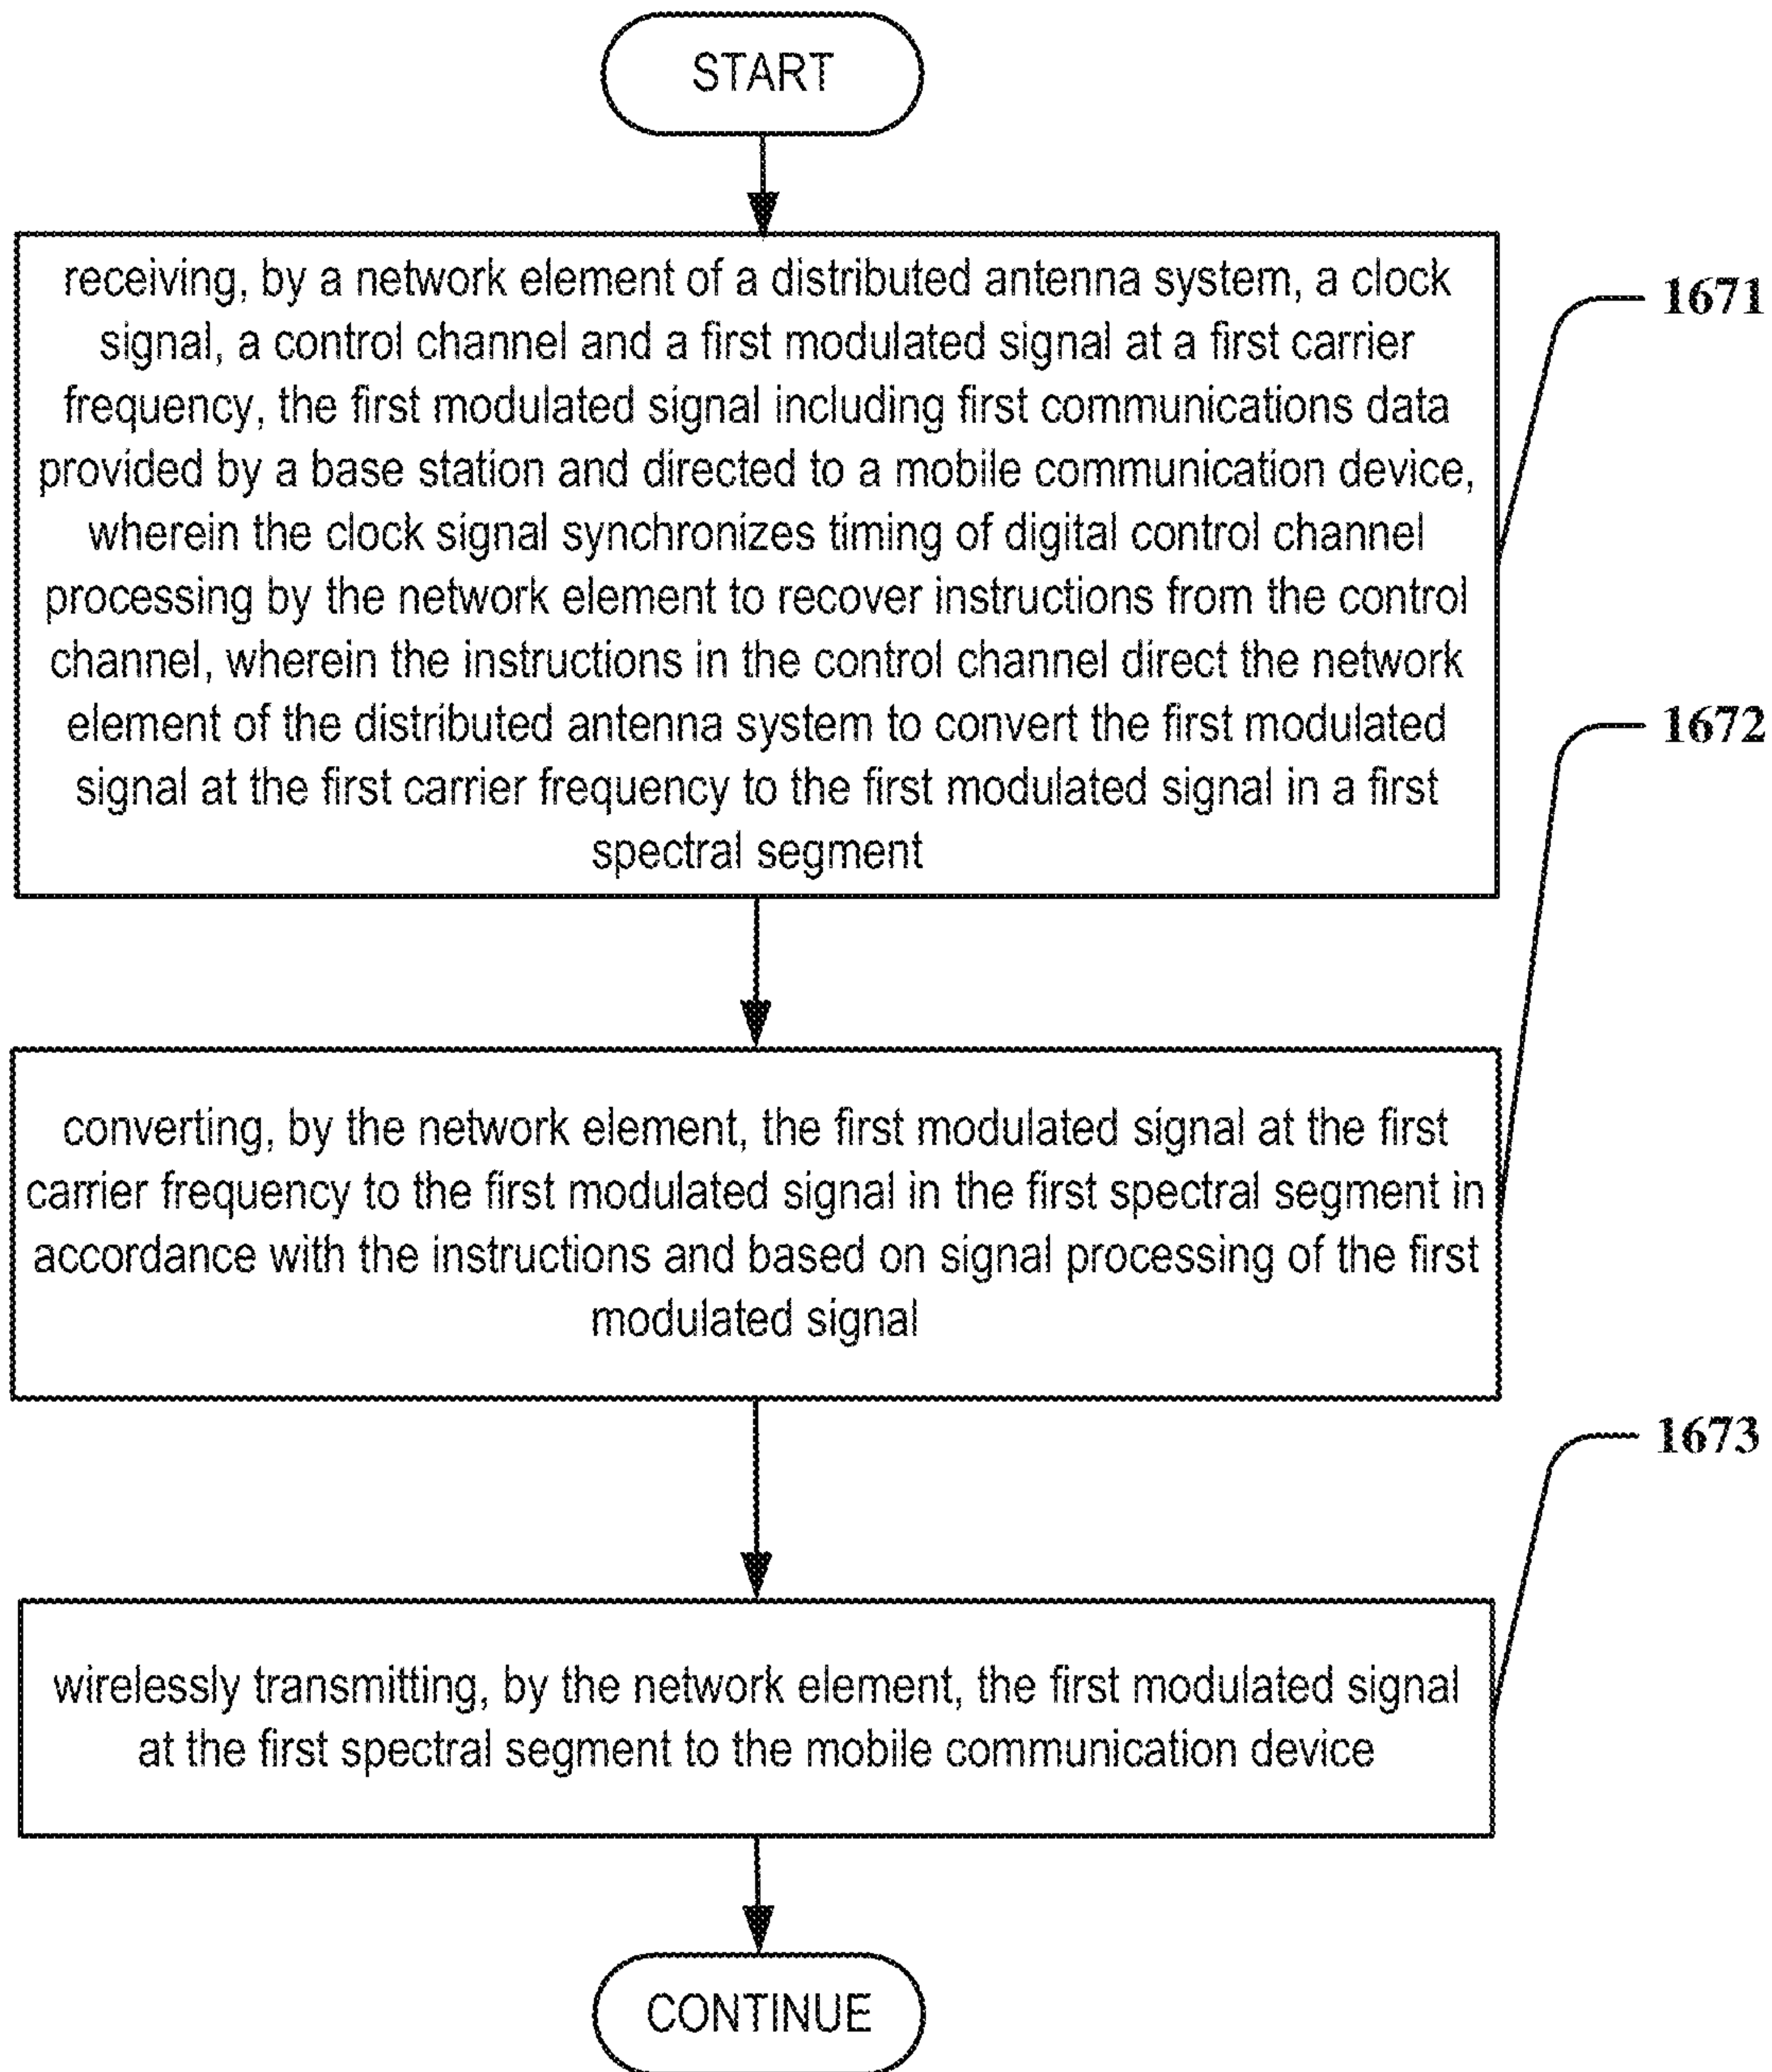 START
receiving, by a network element of a distributed antenna system, a clock
signal, a control channel and a first modulated signal at a first carrier
frequency, the first modulated signal including first communications data
provided by a base station and directed to a mobile communication device,
wherein the clock signal synchronizes timing of digital control channel
processing by the network element to recover instructions from the control
channel, wherein the instructions in the control channel direct the network
element of the distributed antenna system to convert the first modulated
signal at the first carrier frequency to the first modulated signal in a first
spectral segment
1671
converting, by the network element, the first modulated signal at the first
carrier frequency to the first modulated signal in the first spectral segment in
accordance with the instructions and based on signal processing of the first
modulated signal
1672
wirelessly transmitting, by the network element, the first modulated signal
at the first spectral segment to the mobile communication device
1673
CONTINUE